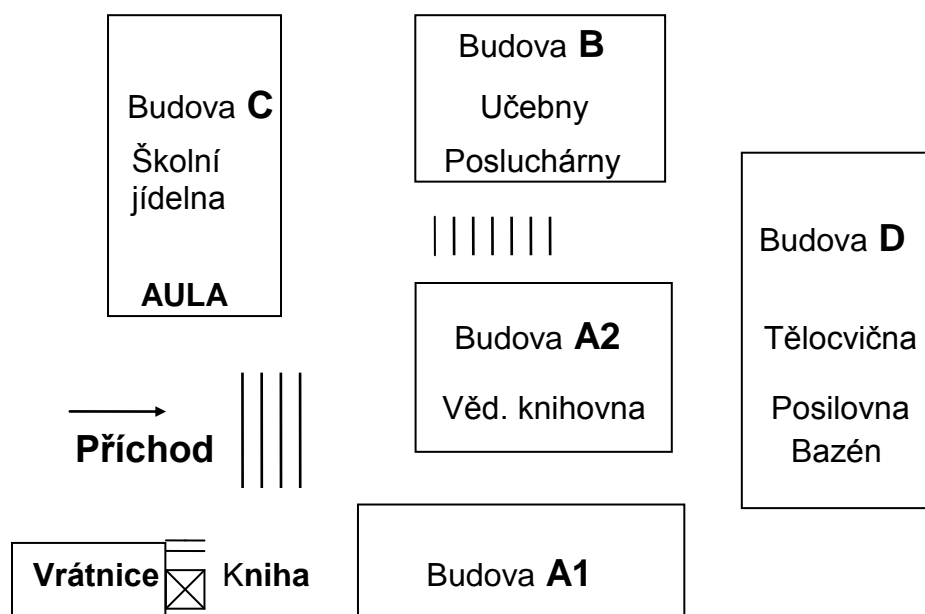 Budova C
Školní
jídelna
AULA
Budova B
Učebny
Posluchárny
Budova D
Tělocvična
Posilovna
Bazén
Budova A2
Věd. knihovna
Příchod
Vrátnice
Kniha
Budova A1